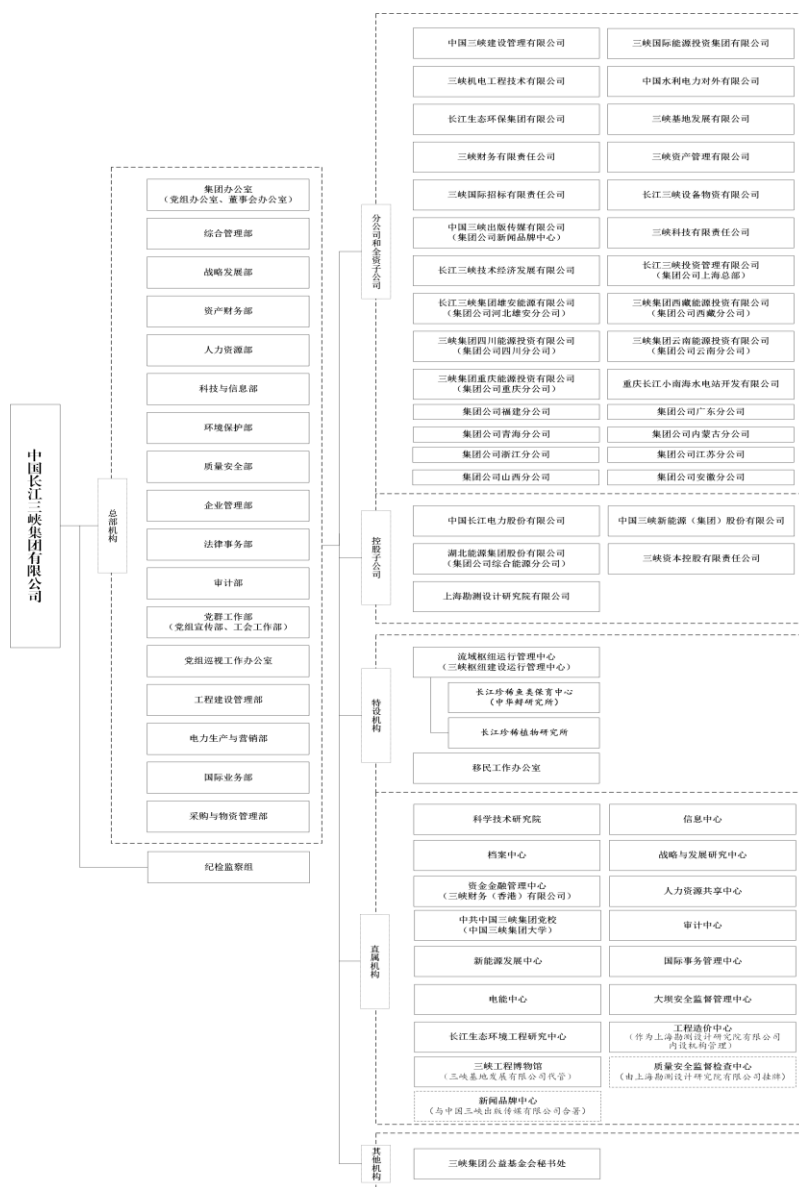 中国长江三峡集团有限公司
总部机构
集团办公室
（党组办公室、董事会办公室）
综合管理部
战略发展部
资产财务部
人力资源部
科技与信息部
环境保护部
质量安全部
企业管理部
法律事务部
审计部
党群工作部
（党组宣传部、工会工作部）
党组巡视工作办公室
工程建设管理部
电力生产与营销部
国际业务部
采购与物资管理部
纪检监察组
分公司和全资子公司
中国三峡建设管理有限公司
三峡国际能源投资集团有限公司
三峡机电工程技术有限公司
中国水利电力对外有限公司
长江生态环保集团有限公司
三峡基地发展有限公司
三峡财务有限责任公司
三峡资产管理有限公司
三峡国际招标有限责任公司
长江三峡设备物资有限公司
中国三峡出版传媒有限公司
（集团公司新闻品牌中心）
三峡科技有限责任公司
长江三峡技术经济发展有限公司
长江三峡投资管理有限公司
（集团公司上海总部）
长江三峡集团雄安能源有限公司
（集团公司河北雄安分公司）
三峡集团西藏能源投资有限公司
（集团公司西藏分公司）
三峡集团四川能源投资有限公司
（集团公司四川分公司）
三峡集团云南能源投资有限公司
（集团公司云南分公司）
三峡集团重庆能源投资有限公司
（集团公司重庆分公司）
重庆长江小南海水电站开发有限公司
集团公司福建分公司
集团公司广东分公司
集团公司青海分公司
集团公司内蒙古分公司
集团公司浙江分公司
集团公司江苏分公司
集团公司山西分公司
集团公司安徽分公司
控股子公司
中国长江电力股份有限公司
中国三峡新能源（集团）股份有限公司
湖北能源集团股份有限公司
（集团公司综合能源分公司）
三峡资本控股有限责任公司
上海勘测设计研究院有限公司
特设机构
流域枢纽运行管理中心
（三峡枢纽建设运行管理中心）
长江珍稀鱼类保育中心
（中华鲟研究所）
长江珍稀植物研究所
移民工作办公室
直属机构
科学技术研究院
信息中心
档案中心
战略与发展研究中心
资金金融管理中心
（三峡财务（香港）有限公司）
人力资源共享中心
中共中国三峡集团党校
（中国三峡集团大学）
审计中心
新能源发展中心
国际事务管理中心
电能中心
大坝安全监督管理中心
长江生态环境工程研究中心
工程造价中心
（作为上海勘测设计研究院有限公司
内设机构管理）
三峡工程博物馆
（三峡基地发展有限公司代管）
质量安全监督检查中心
（由上海勘测设计研究院有限公司挂牌）
新闻品牌中心
（与中国三峡出版传媒有限公司合署）
其他机构
三峡集团公益基金会秘书处